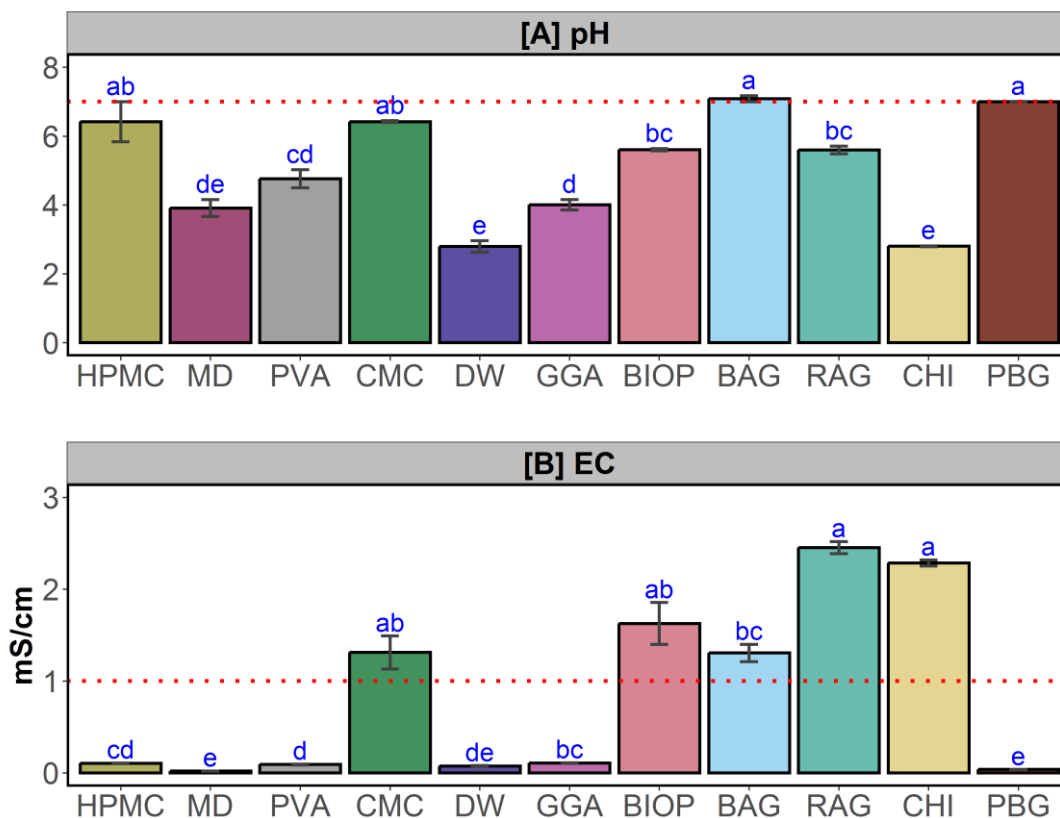 [A] pH
8
6
4
2
0
ab
de
cd
ab
e
d
bc
a
bc
e
a
HPMC MD PVA CMC DW GGA BIOP BAG RAG CHI PBG
[B] EC
mS/cm
3
2
1
0
cd
e
d
ab
de
bc
ab
bc
a
a
e
HPMC MD PVA CMC DW GGA BIOP BAG RAG CHI PBG